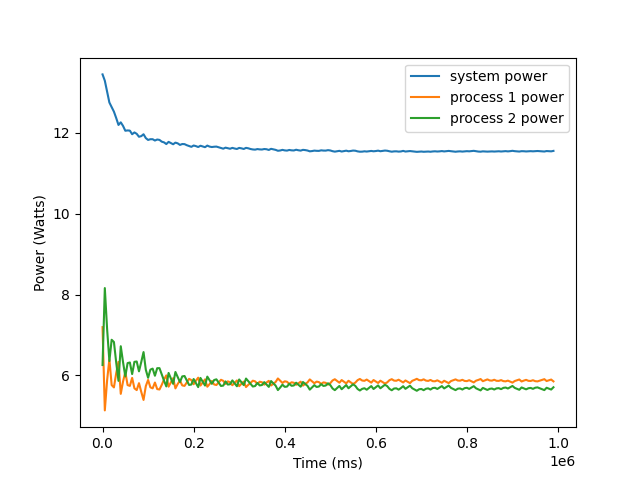 system power
process 1 power
process 2 power
Power (Watts)
12
10
8
6
0.0 0.2 0.4 0.6 0.8 1.0
Time (ms)
1e6